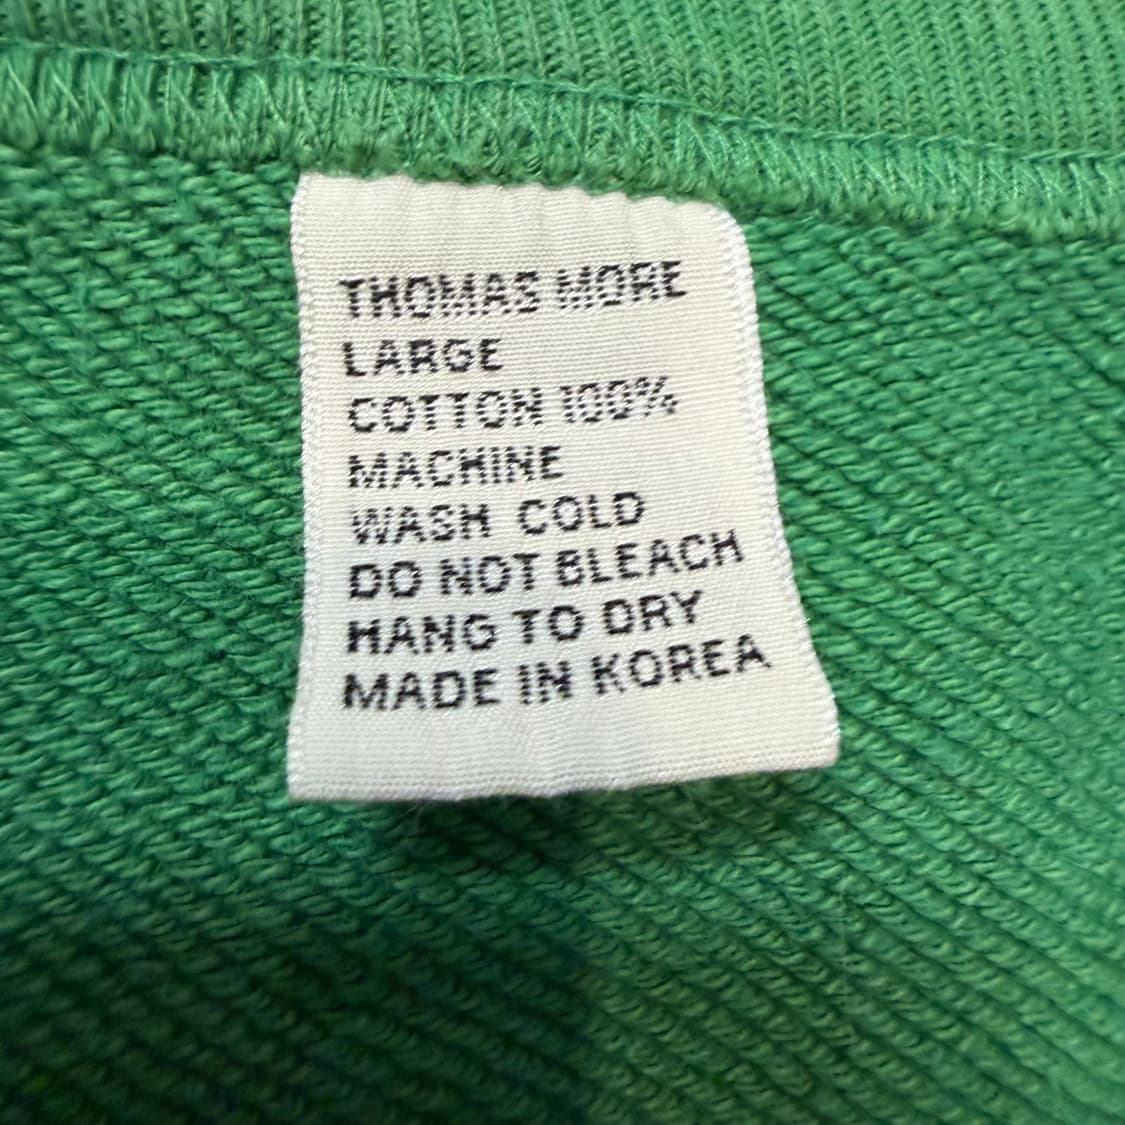 THOMAS MORE
LARGE
COTTON 100%
MACHINE
WASH COLD
DO NOT BLEACH
HANG TO DRY
MADE IN KOREA